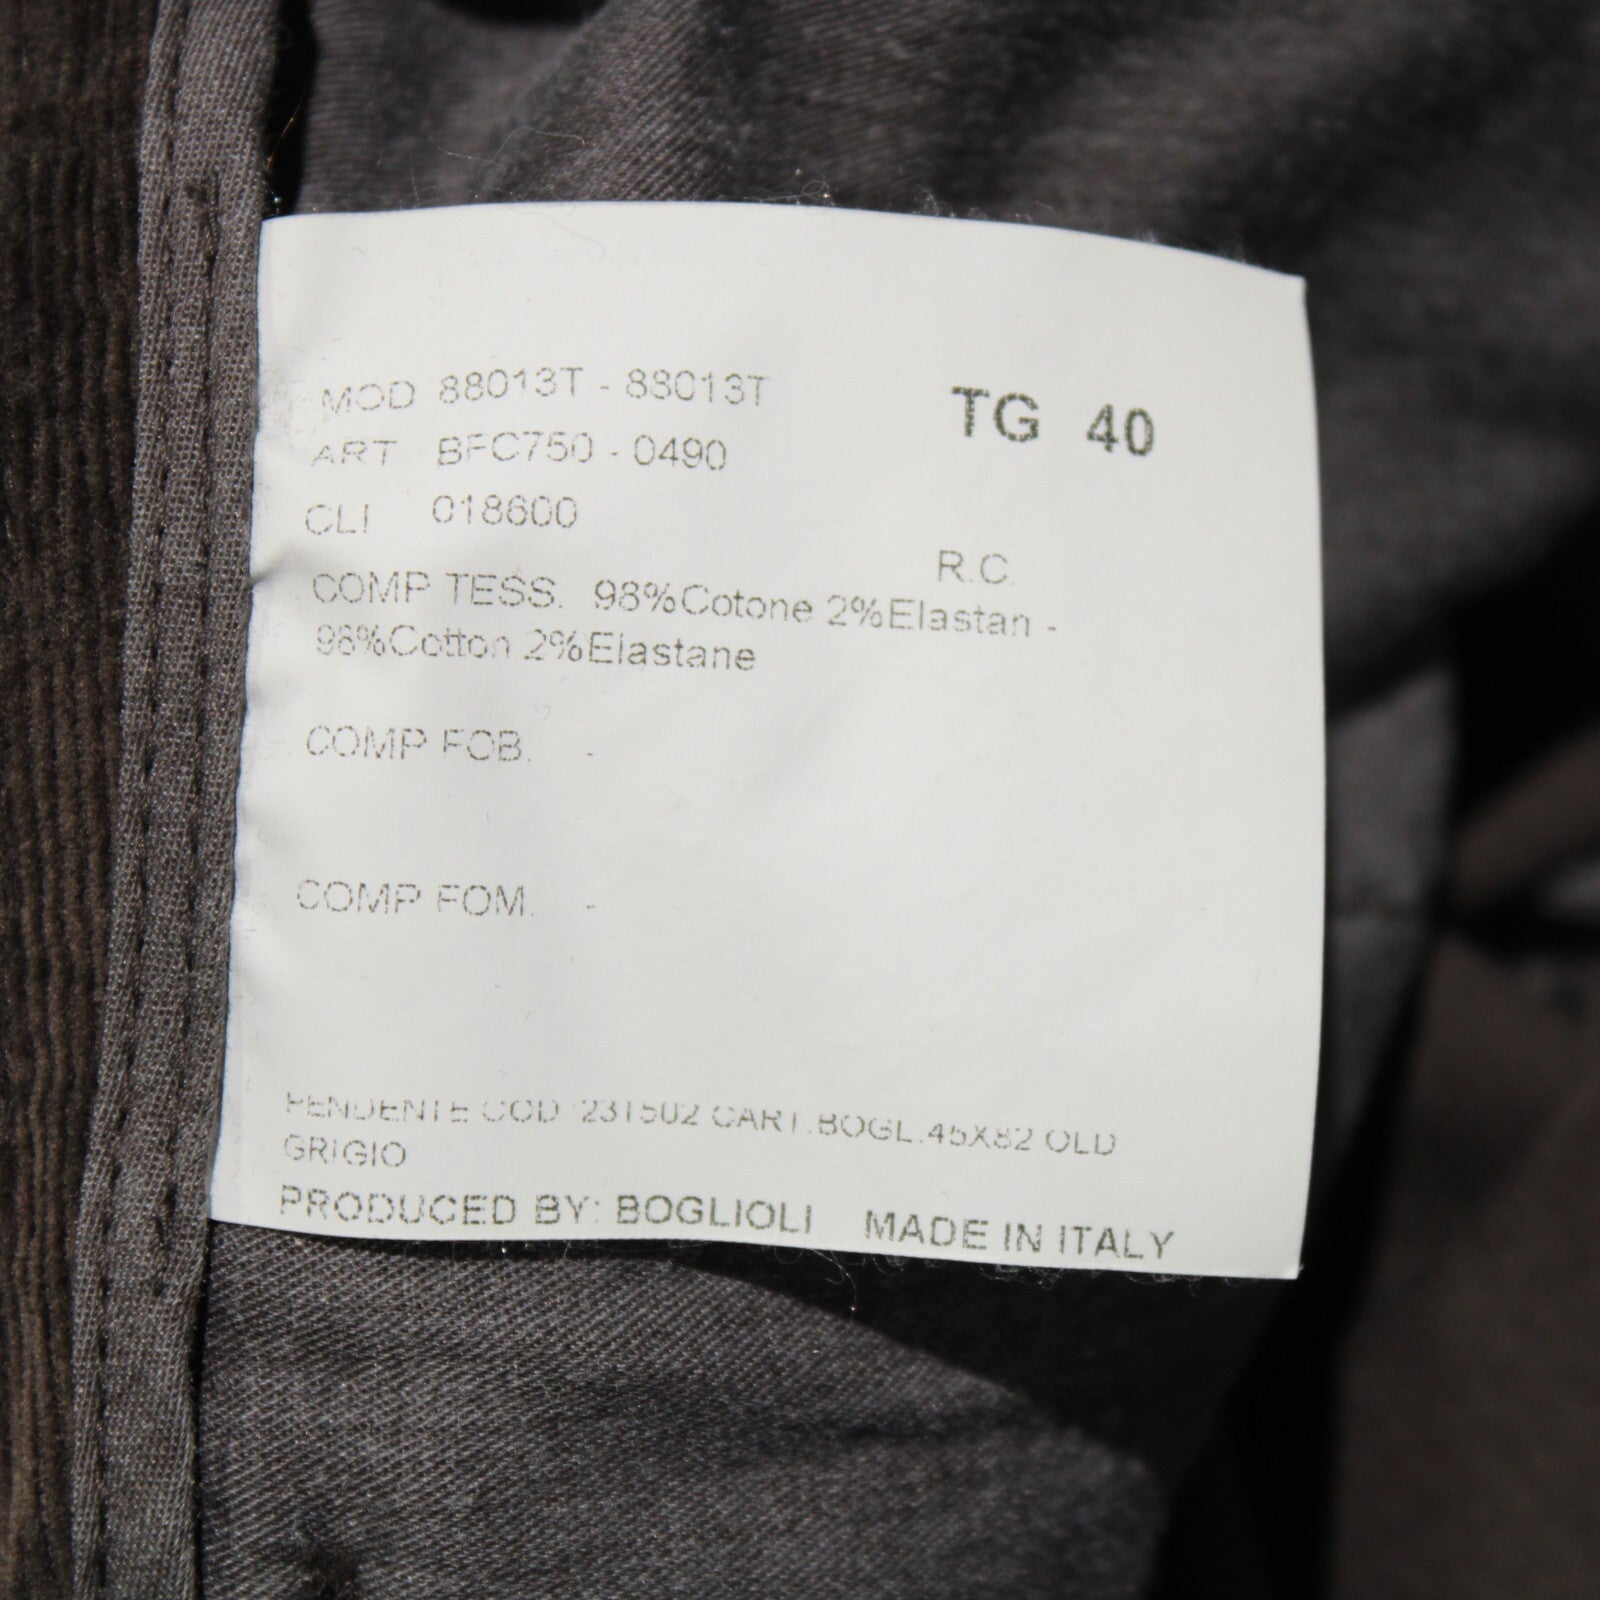 MOD 88013T - 88013T TG 40
ART BFC750 - 0490
CLI 018600
R.C.
COMP TESS. 98%Cotone 2%Elastan -
98%Cotton 2%Elastane
COMP FOB. -
COMP FOM. -
PENDENTE COD :231502 CART.BOGL.45X82 OLD
GRIGIO
PRODUCED BY: BOGLIOLI MADE IN ITALY